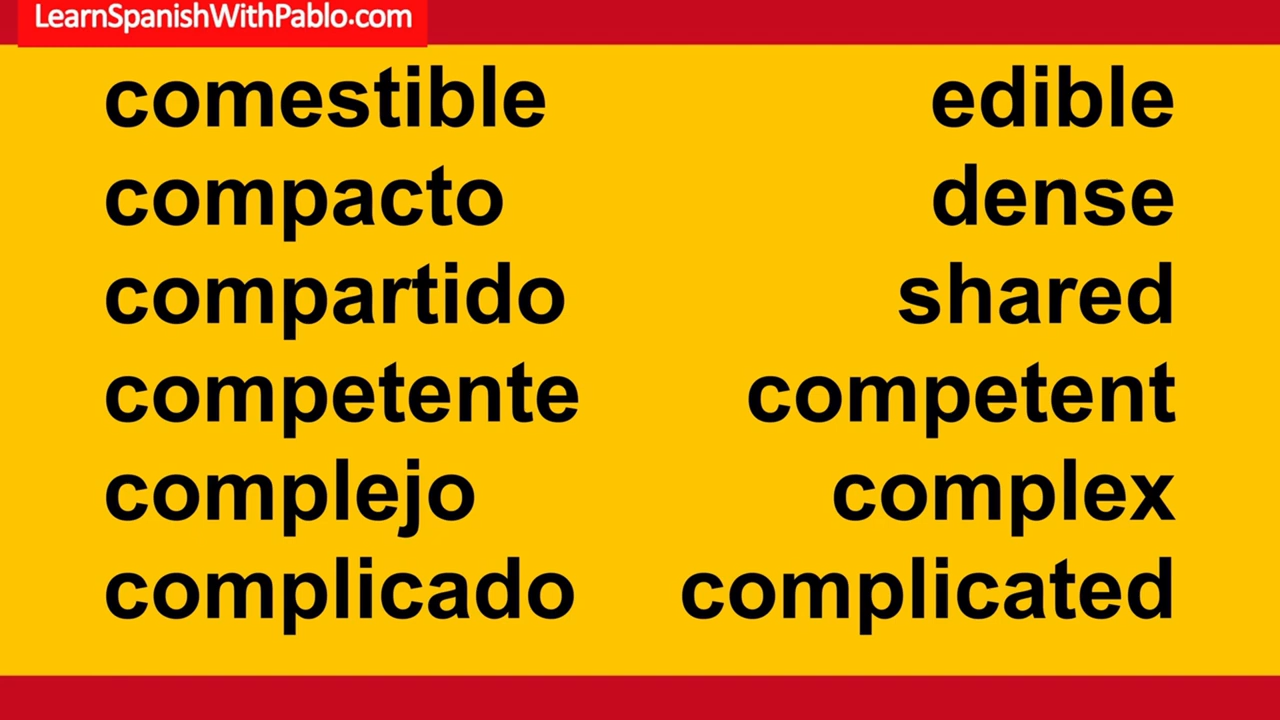 LearnSpanishWithPablo.com
comestible edible
compacto dense
compartido shared
competente competent
complejo complex
complicado complicated